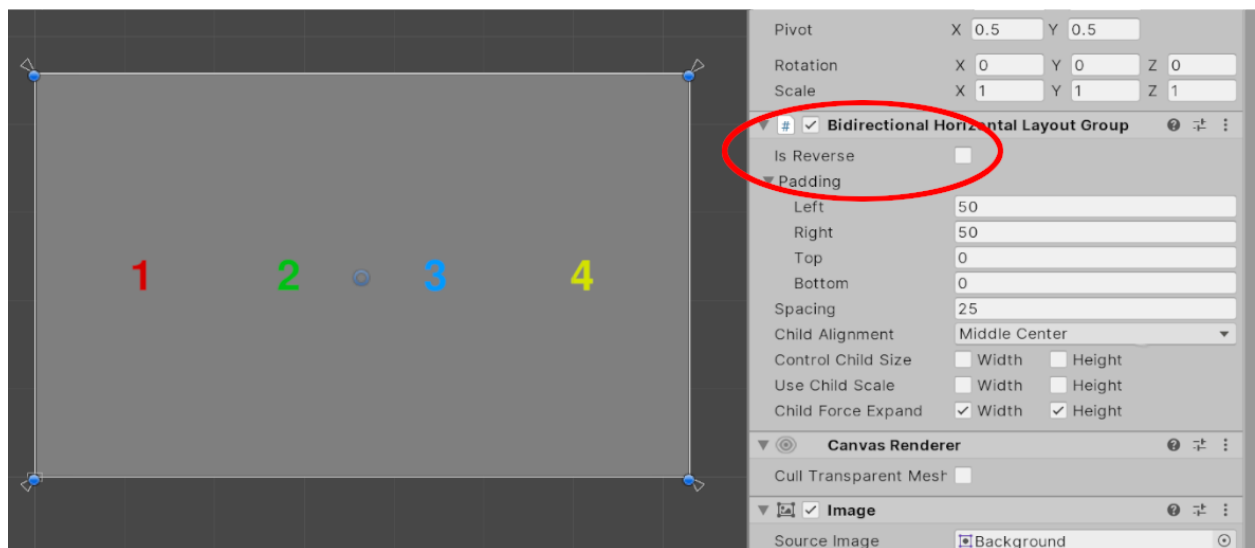 1 2 3 4
Pivot X 0.5 Y 0.5
Rotation X 0 Y 0 Z 0
Scale X 1 Y 1 Z 1
# Bidirectional Horizontal Layout Group
Is Reverse
Padding
Left 50
Right 50
Top 0
Bottom 0
Spacing 25
Child Alignment Middle Center
Control Child Size Width Height
Use Child Scale Width Height
Child Force Expand Width Height
Canvas Renderer
Cull Transparent Mesh
Image
Source Image Background